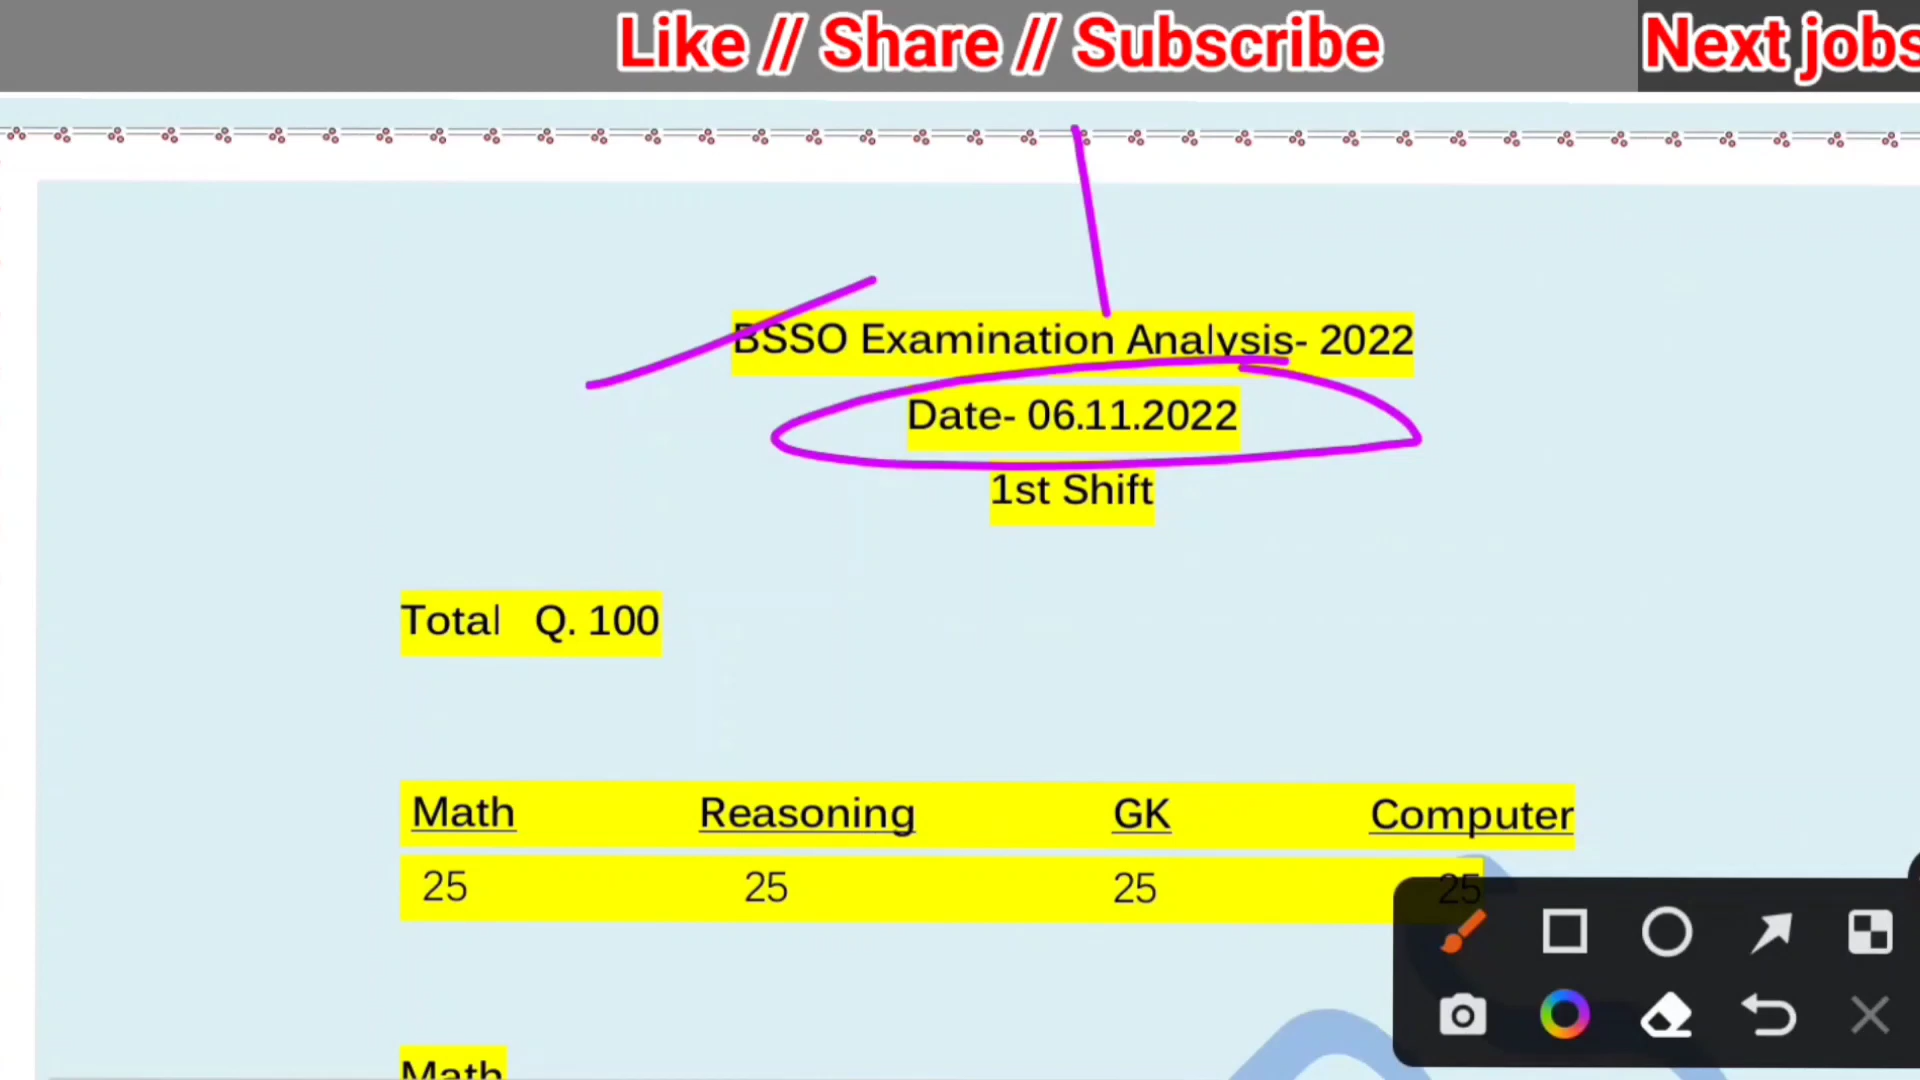 Like // Share // Subscribe
Next jobs
BSSO Examination Analysis- 2022
Date- 06.11.2022
1st Shift
Total Q. 100
Math Reasoning GK Computer
25 25 25 25
Math